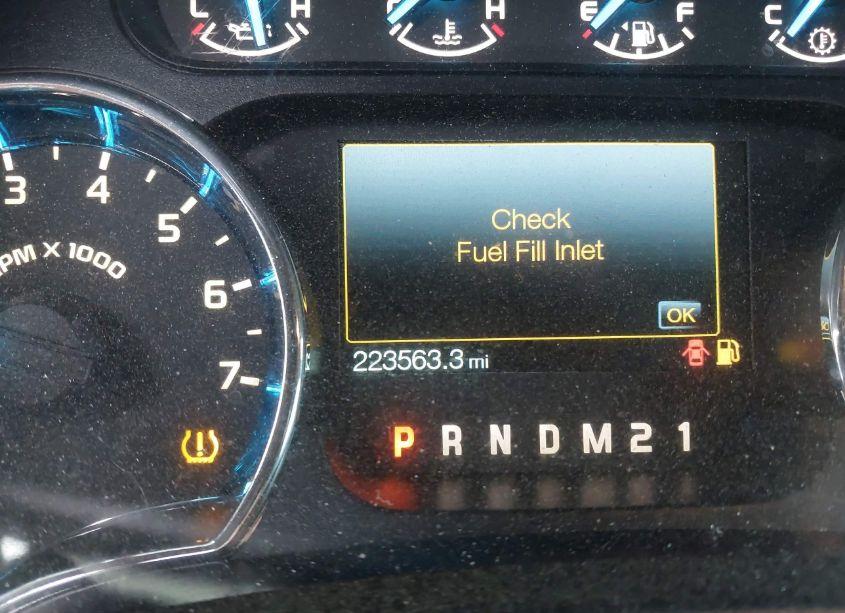 L H C H E F C
3 4 5 6 7
RPM X 1000
Check
Fuel Fill Inlet
OK
223563.3 mi
P R N D M 2 1